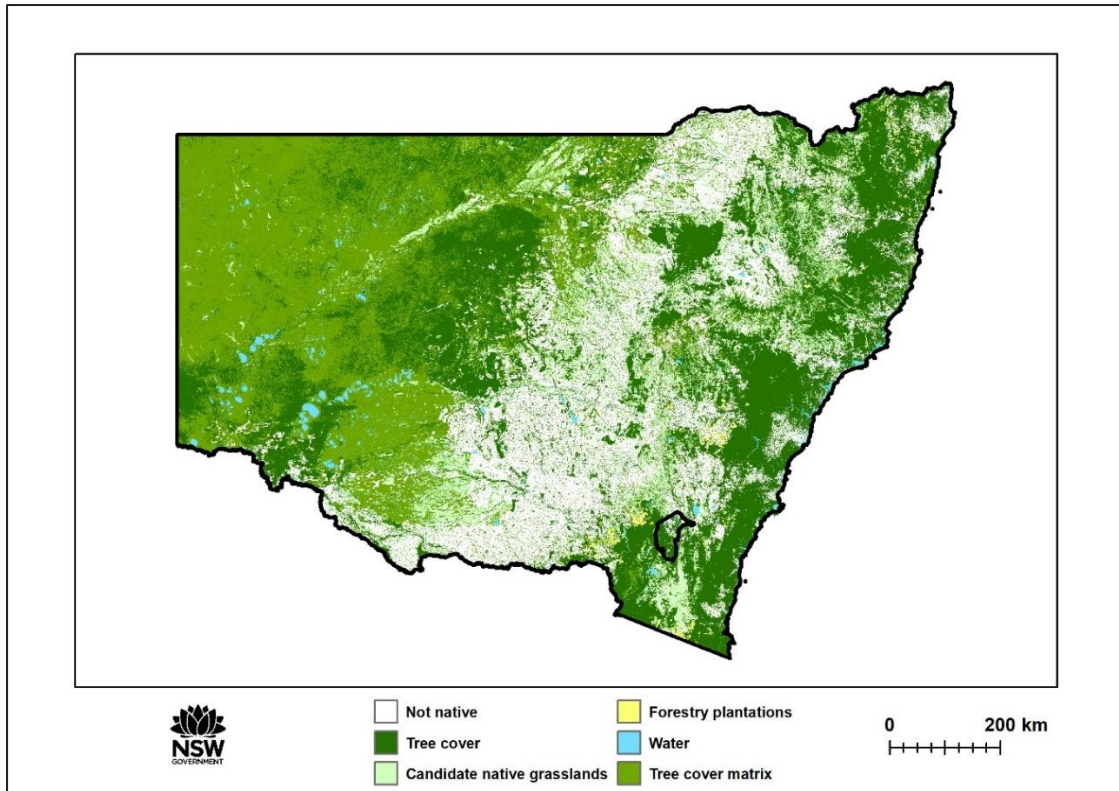 Not native
Tree cover
Candidate native grasslands
Forestry plantations
Water
Tree cover matrix
0 200 km
NSW
GOVERNMENT